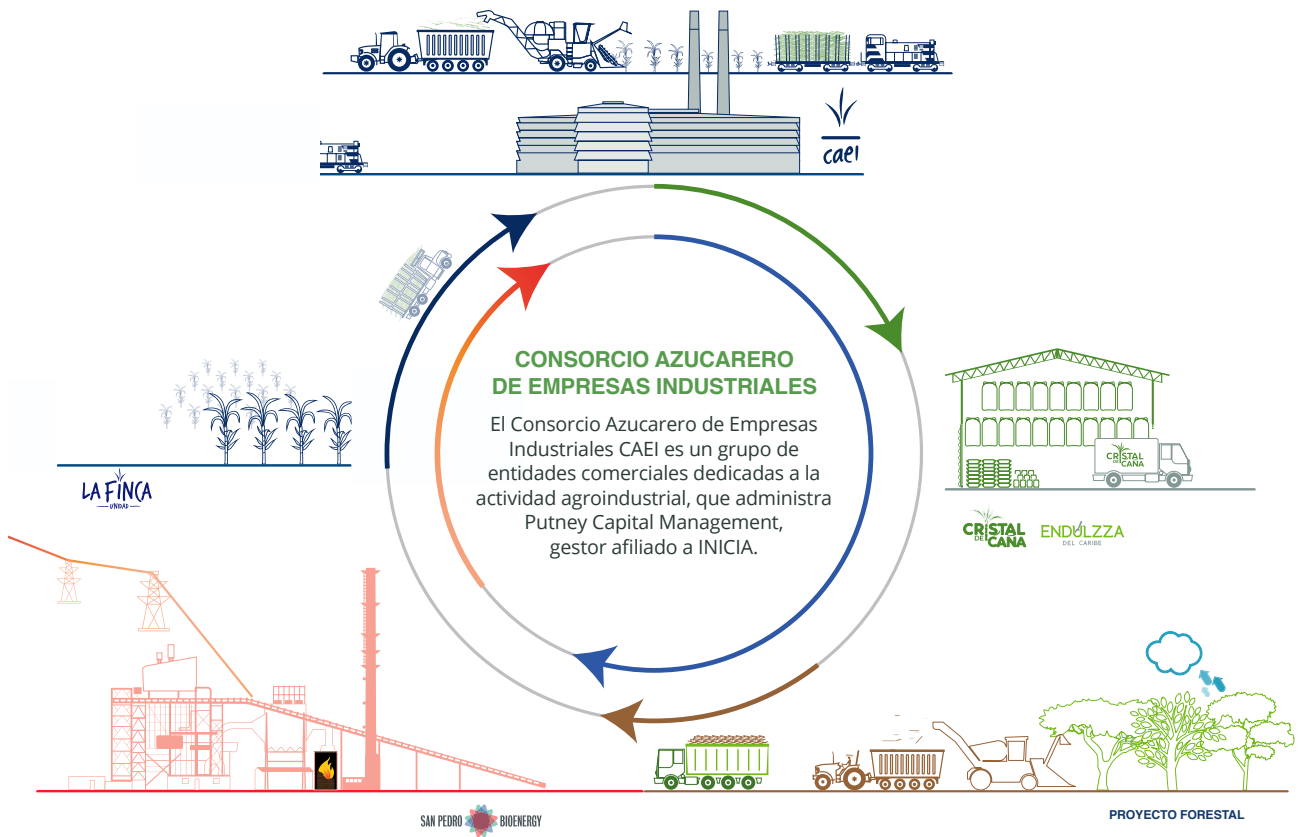 caei
CONSORCIO AZUCARERO
DE EMPRESAS INDUSTRIALES
El Consorcio Azucarero de Empresas
Industriales CAEI es un grupo de
entidades comerciales dedicadas a la
actividad agroindustrial, que administra
Putney Capital Management,
gestor afiliado a INICIA.
LA FINCA
UNIDAD
CRISTAL
DE CAÑA
CRISTAL
DE CAÑA
ENDULZZA
DEL CARIBE
SAN PEDRO BIOENERGY
PROYECTO FORESTAL